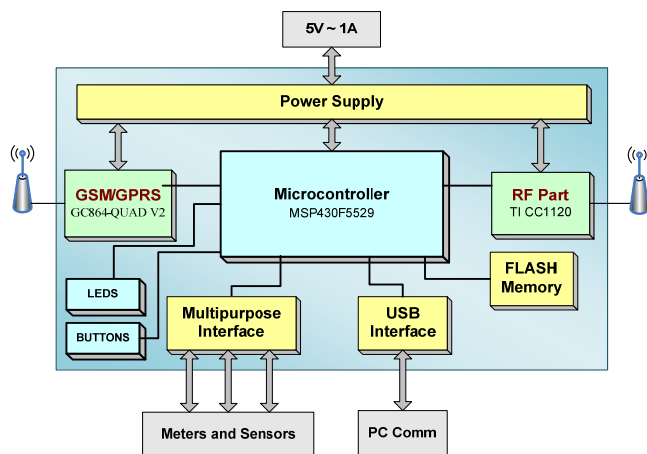 5V ~ 1A
Power Supply
GSM/GPRS
GC864-QUAD V2
Microcontroller
MSP430F5529
RF Part
TI CC1120
LEDS
BUTTONS
Multipurpose
Interface
USB
Interface
FLASH
Memory
Meters and Sensors
PC Comm